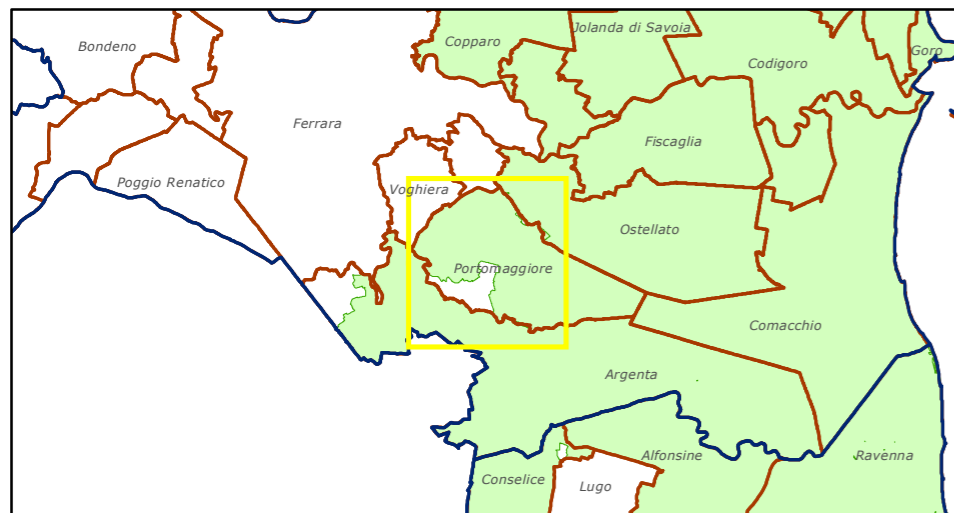 Jolanda di Savoia
Bondeno
Copparo
Goro
Codigoro
Ferrara
Fiscaglia
Poggio Renatico
Voghiera
Ostellato
Portomaggiore
Comacchio
Argenta
Alfonsine
Ravenna
Conselice
Lugo